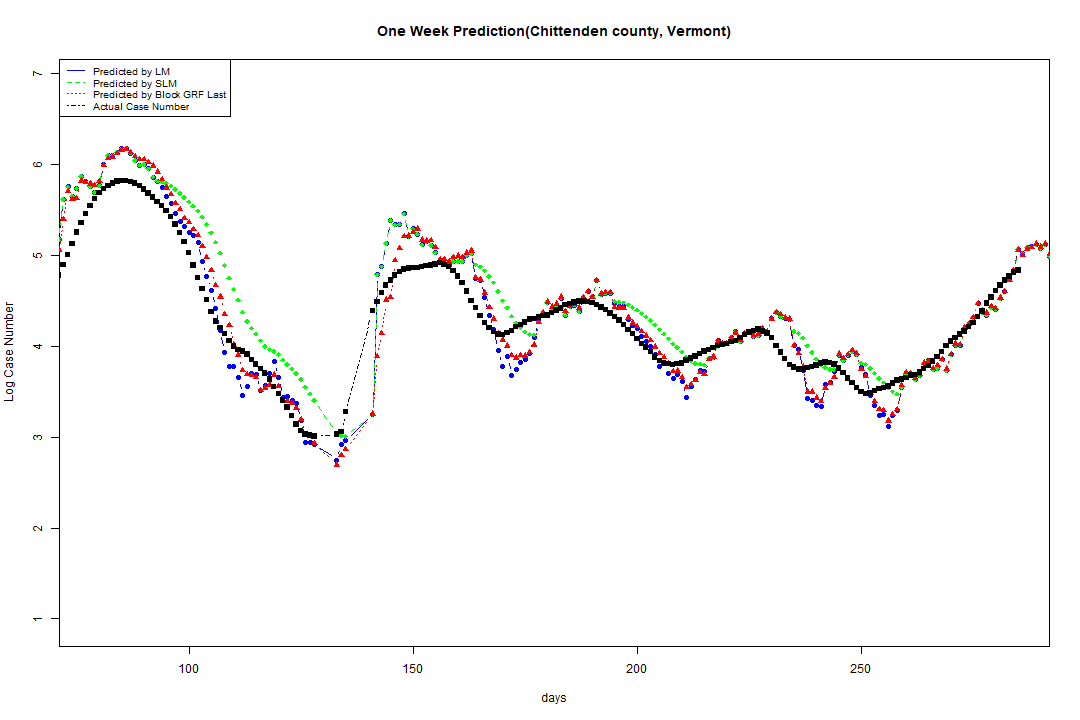 One Week Prediction(Chittenden county, Vermont)
Predicted by LM
Predicted by SLM
Predicted by Block GRF Last
Actual Case Number
Log Case Number
7
6
5
4
3
2
1
100
150
200
250
days